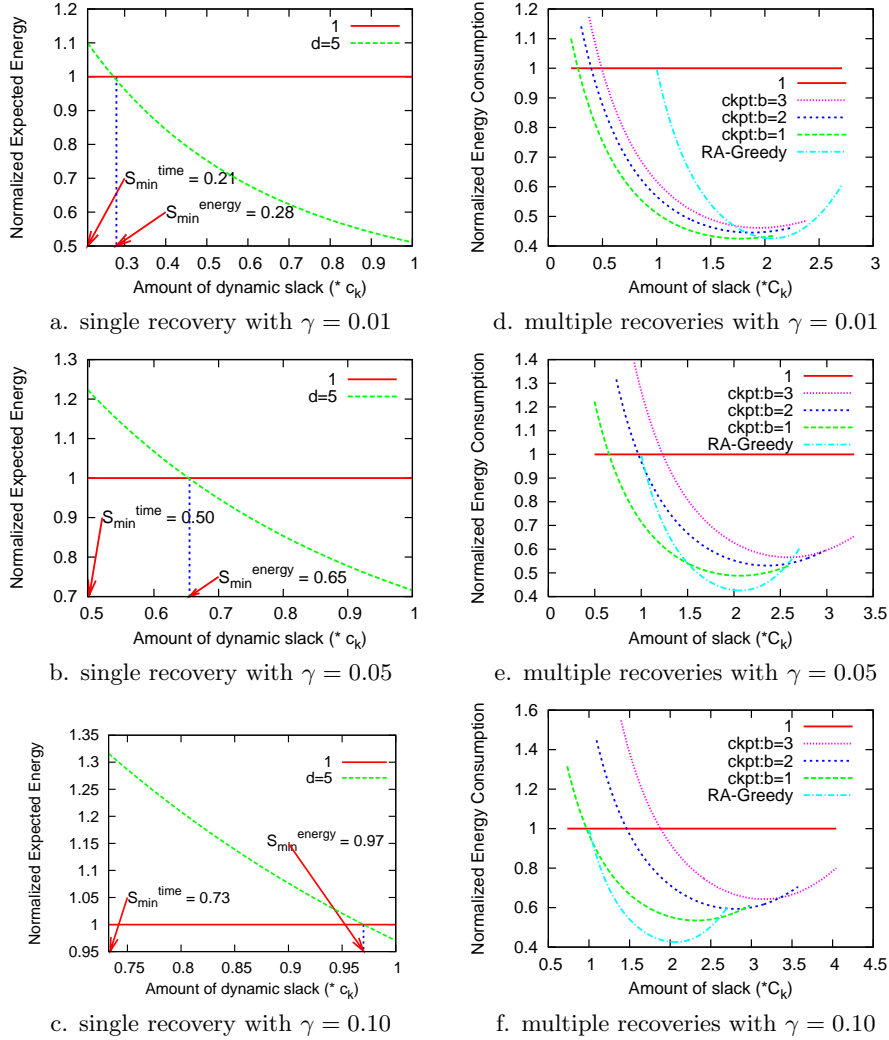 Normalized Expected Energy
1.2
1.1
1
0.9
0.8
0.7
0.6
0.5
1
d=5
S_min^time = 0.21
S_min^energy = 0.28
0.3 0.4 0.5 0.6 0.7 0.8 0.9 1
Amount of dynamic slack (* c_k)
a. single recovery with γ = 0.01
Normalized Energy Consumption
1.2
1.1
1
0.9
0.8
0.7
0.6
0.5
0.4
1
ckpt:b=3
ckpt:b=2
ckpt:b=1
RA-Greedy
0 0.5 1 1.5 2 2.5 3
Amount of slack (*C_k)
d. multiple recoveries with γ = 0.01
Normalized Expected Energy
1.3
1.2
1.1
1
0.9
0.8
0.7
1
d=5
S_min^time = 0.50
S_min^energy = 0.65
0.5 0.6 0.7 0.8 0.9 1
Amount of dynamic slack (* c_k)
b. single recovery with γ = 0.05
Normalized Energy Consumption
1.4
1.3
1.2
1.1
1
0.9
0.8
0.7
0.6
0.5
0.4
1
ckpt:b=3
ckpt:b=2
ckpt:b=1
RA-Greedy
0 0.5 1 1.5 2 2.5 3 3.5
Amount of slack (*C_k)
e. multiple recoveries with γ = 0.05
Normalized Expected Energy
1.35
1.3
1.25
1.2
1.15
1.1
1.05
1
0.95
1
d=5
S_min^energy = 0.97
S_min^time = 0.73
0.75 0.8 0.85 0.9 0.95 1
Amount of dynamic slack (* c_k)
c. single recovery with γ = 0.10
Normalized Energy Consumption
1.6
1.4
1.2
1
0.8
0.6
0.4
1
ckpt:b=3
ckpt:b=2
ckpt:b=1
RA-Greedy
0.5 1 1.5 2 2.5 3 3.5 4 4.5
Amount of slack (*C_k)
f. multiple recoveries with γ = 0.10